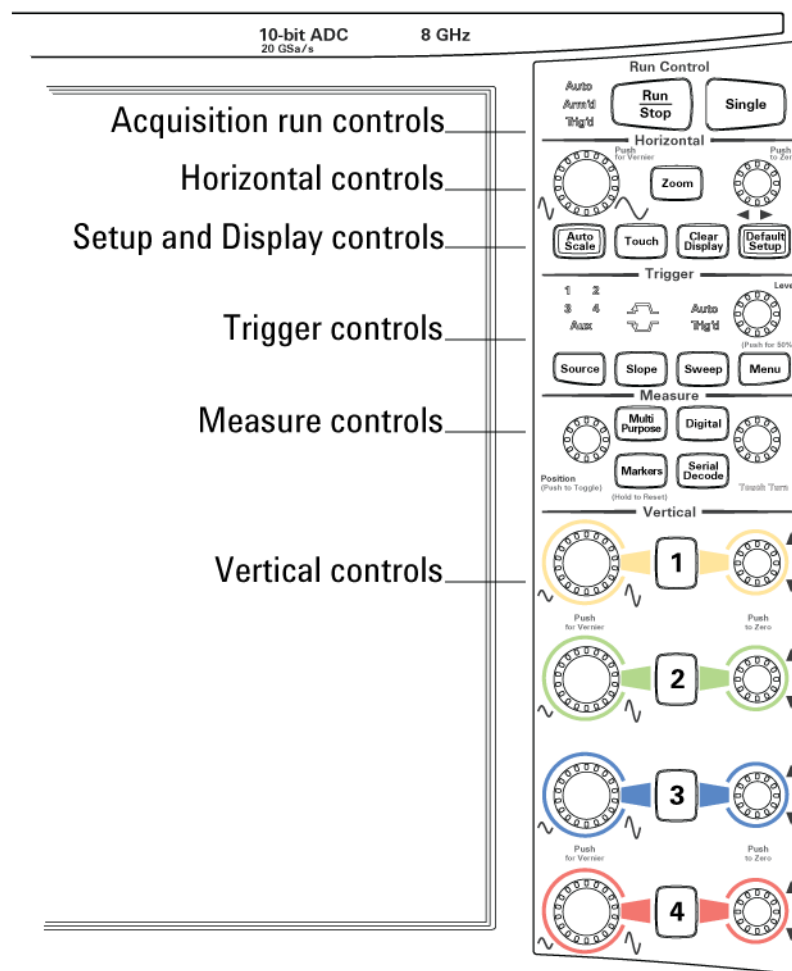 10-bit ADC 8 GHz
20 GSa/s
Run Control
Auto
Arm'd
Trig'd
Run
Stop
Single
Acquisition run controls
Horizontal
Push
for Vernier
Push
Horizontal controls
Zoom
Setup and Display controls
Auto
Scale
Touch
Clear
Display
Default
Setup
Trigger
1 2
3 4
Aux
Auto
Trig'd
Trigger controls
(Push for 50%
Source
Slope
Sweep
Menu
Measure
Measure controls
Multi
Purpose
Digital
Markers
Serial
Decode
Position
(Push to Toggle)
(Hold to Reset)
Touch Turn
Vertical
Vertical controls
1
Push
for Vernier
Push
to Zero
2
3
Push
for Vernier
Push
to Zero
4